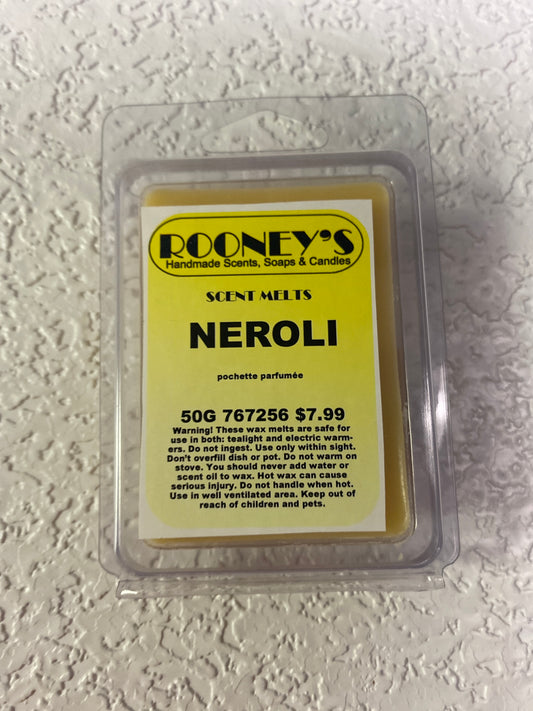 ROONEY'S
Handmade Scents, Soaps & Candles
SCENT MELTS
NEROLI
pochette parfumée
50G 767256 $7.99
Warning! These wax melts are safe for
use in both: tealight and electric warm-
ers. Do not ingest. Use only within sight.
Don't overfill dish or pot. Do not warm on
stove. You should never add water or
scent oil to wax. Hot wax can cause
serious injury. Do not handle when hot.
Use in well ventilated area. Keep out of
reach of children and pets.